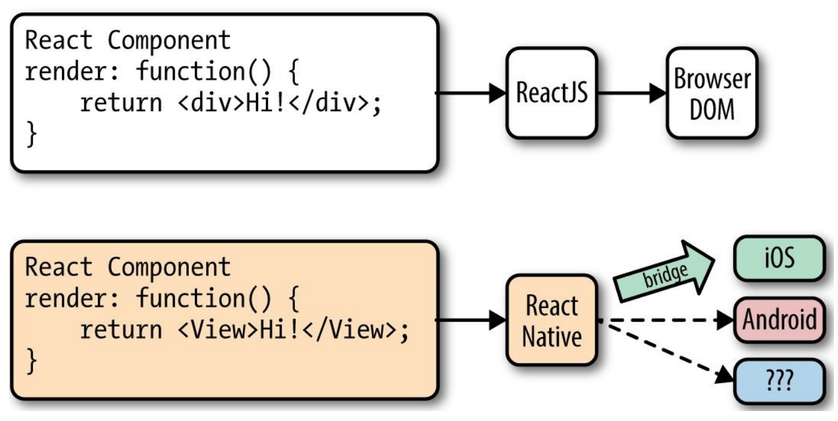 React Component
render: function() {
    return <div>Hi!</div>;
}
ReactJS
Browser
DOM
React Component
render: function() {
    return <View>Hi!</View>;
}
React
Native
bridge
iOS
Android
???